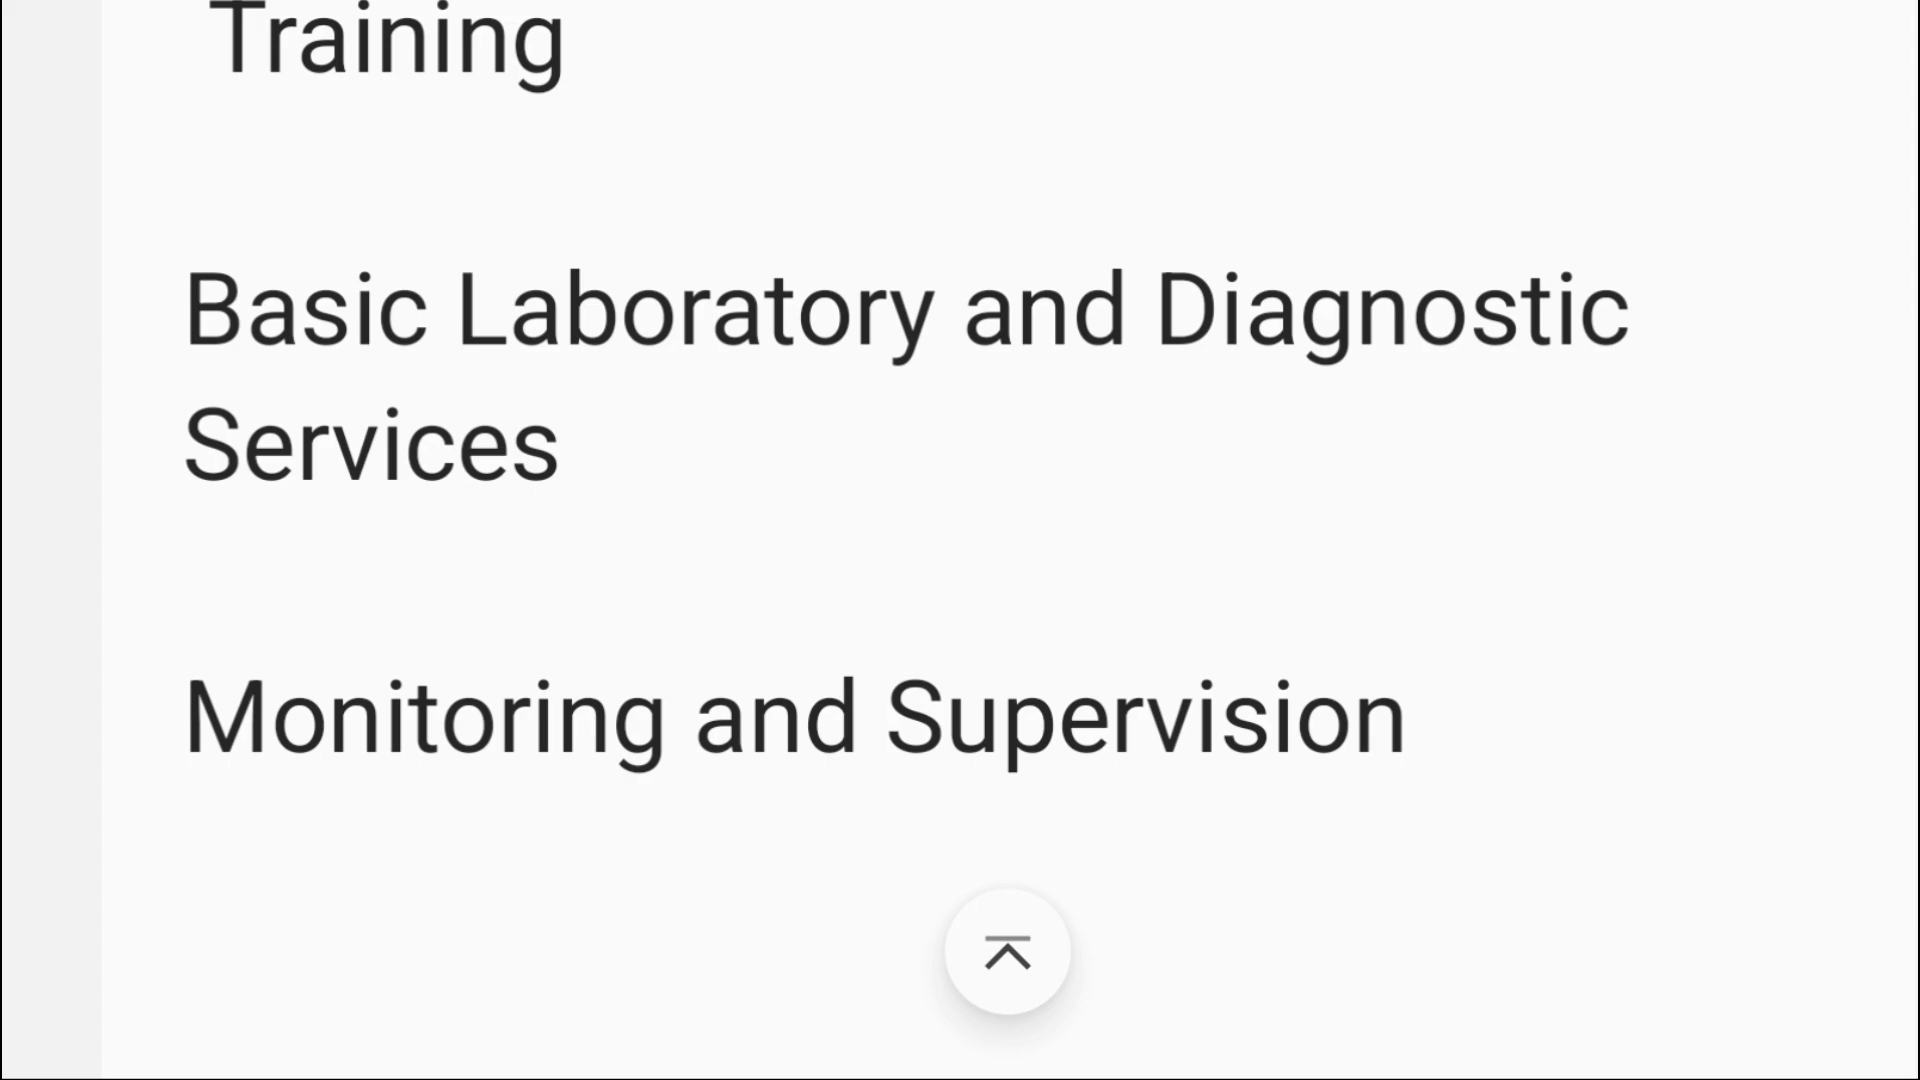 Training
Basic Laboratory and Diagnostic
Services
Monitoring and Supervision